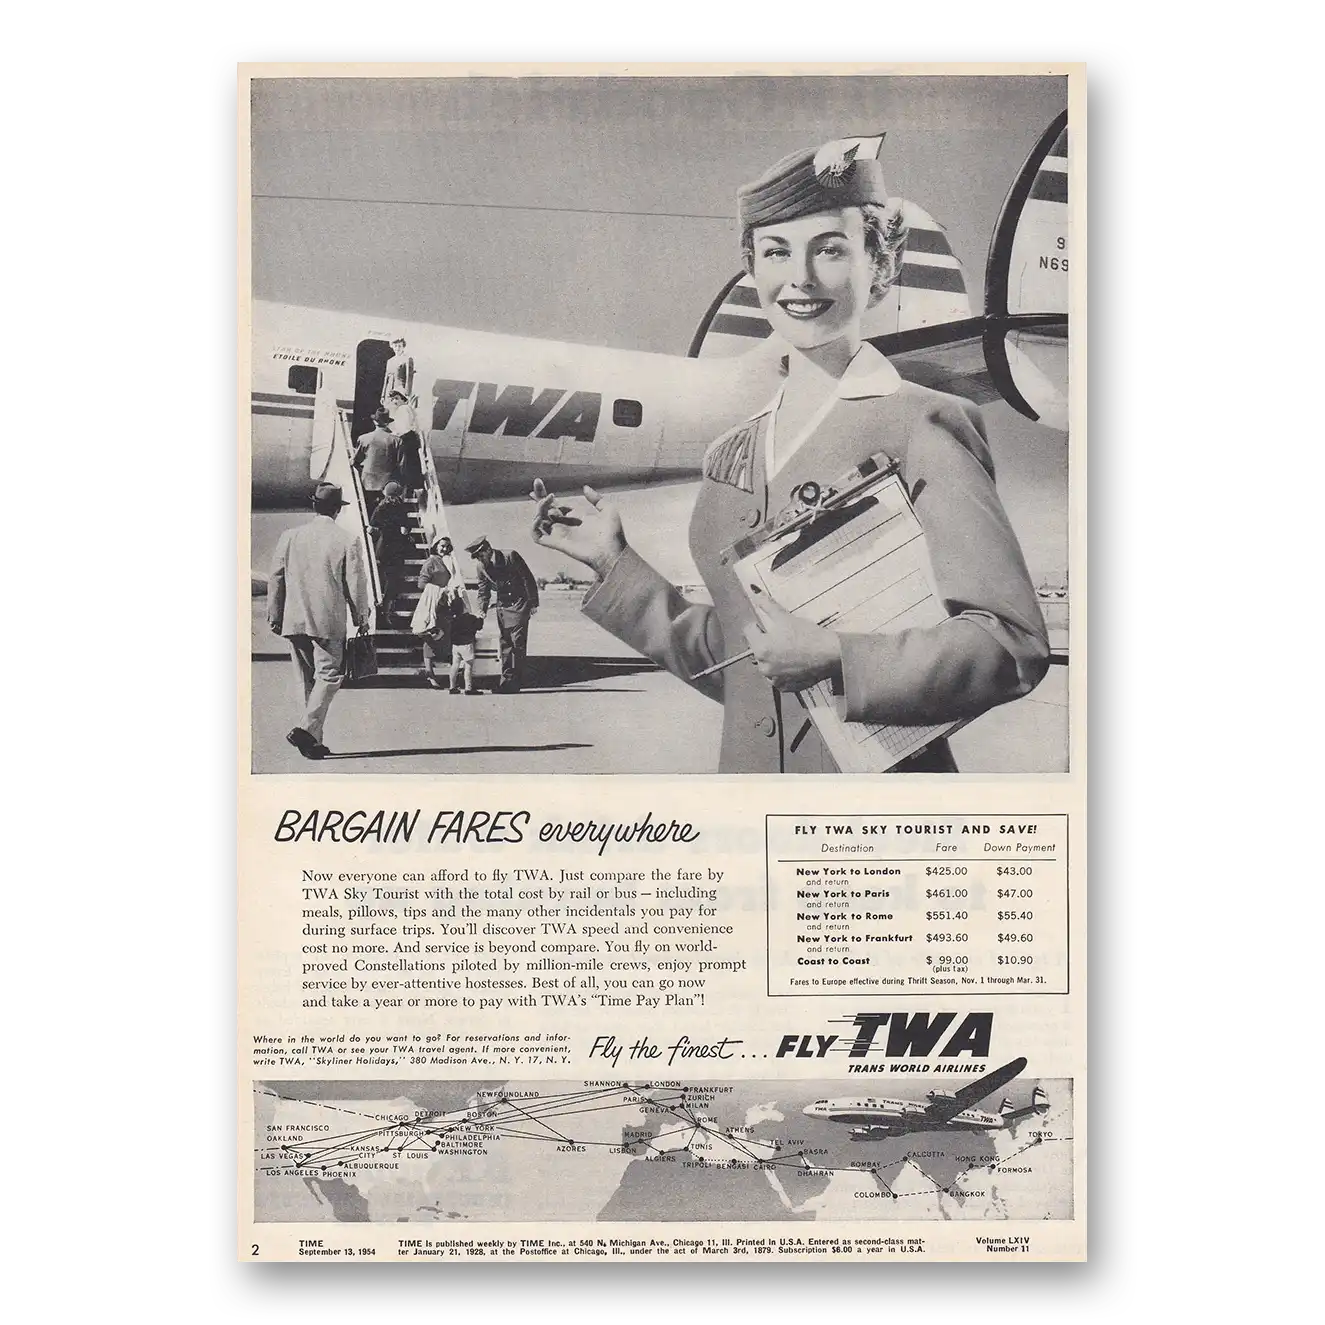 STAR OF THE RHONE
ETOILE DU RHONE
TWA
9
N69
TWA
BARGAIN FARES everywhere
Now everyone can afford to fly TWA. Just compare the fare by
TWA Sky Tourist with the total cost by rail or bus — including
meals, pillows, tips and the many other incidentals you pay for
during surface trips. You'll discover TWA speed and convenience
cost no more. And service is beyond compare. You fly on world-
proved Constellations piloted by million-mile crews, enjoy prompt
service by ever-attentive hostesses. Best of all, you can go now
and take a year or more to pay with TWA's "Time Pay Plan"!
FLY TWA SKY TOURIST AND SAVE!
Destination Fare Down Payment
New York to London $425.00 $43.00
and return
New York to Paris $461.00 $47.00
and return
New York to Rome $551.40 $55.40
and return
New York to Frankfurt $493.60 $49.60
and return
Coast to Coast $ 99.00 $10.90
(plus tax)
Fares to Europe effective during Thrift Season, Nov. 1 through Mar. 31.
Where in the world do you want to go? For reservations and infor-
mation, call TWA or see your TWA travel agent. If more convenient,
write TWA, "Skyliner Holidays," 380 Madison Ave., N. Y. 17, N. Y.
Fly the finest... FLY TWA
TRANS WORLD AIRLINES
SAN FRANCISCO
OAKLAND
LAS VEGAS
LOS ANGELES
PHOENIX
ALBUQUERQUE
KANSAS
CITY
ST LOUIS
CHICAGO
DETROIT
PITTSBURGH
BOSTON
NEW YORK
PHILADELPHIA
BALTIMORE
WASHINGTON
NEWFOUNDLAND
AZORES
SHANNON
LONDON
FRANKFURT
PARIS
ZURICH
GENEVA
MILAN
ROME
MADRID
LISBON
ALGIERS
TUNIS
TRIPOLI
BENGASI
CAIRO
ATHENS
TEL AVIV
BASRA
DHAHRAN
BOMBAY
COLOMBO
CALCUTTA
BANGKOK
HONG KONG
FORMOSA
TOKYO
TWA
TRANS WORLD
TWA
2
TIME
September 13, 1954
TIME is published weekly by TIME Inc., at 540 N. Michigan Ave., Chicago 11, Ill. Printed in U.S.A. Entered as second-class mat-
ter January 21, 1928, at the Postoffice at Chicago, Ill., under the act of March 3rd, 1879. Subscription $6.00 a year in U.S.A.
Volume LXIV
Number 11